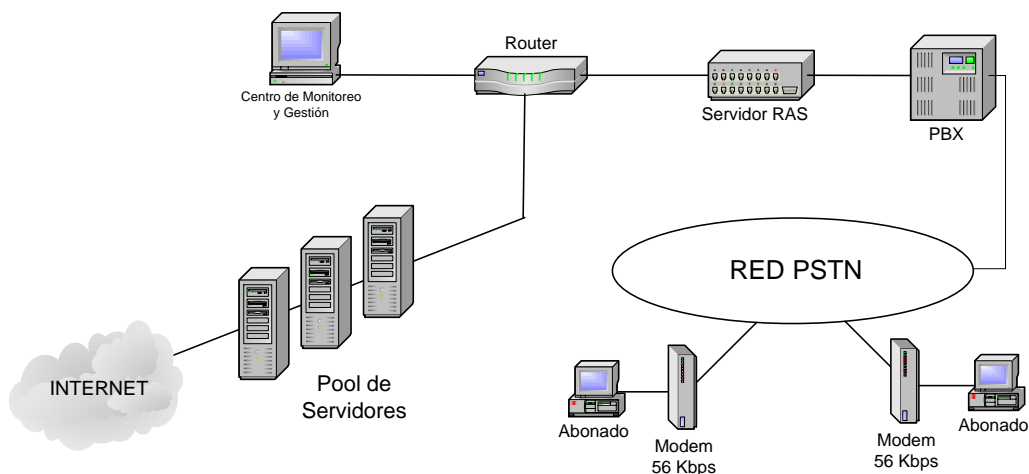 Router
Centro de Monitoreo
y Gestión
Servidor RAS
PBX
RED PSTN
INTERNET
Pool de
Servidores
Abonado
Modem
56 Kbps
Modem
56 Kbps
Abonado